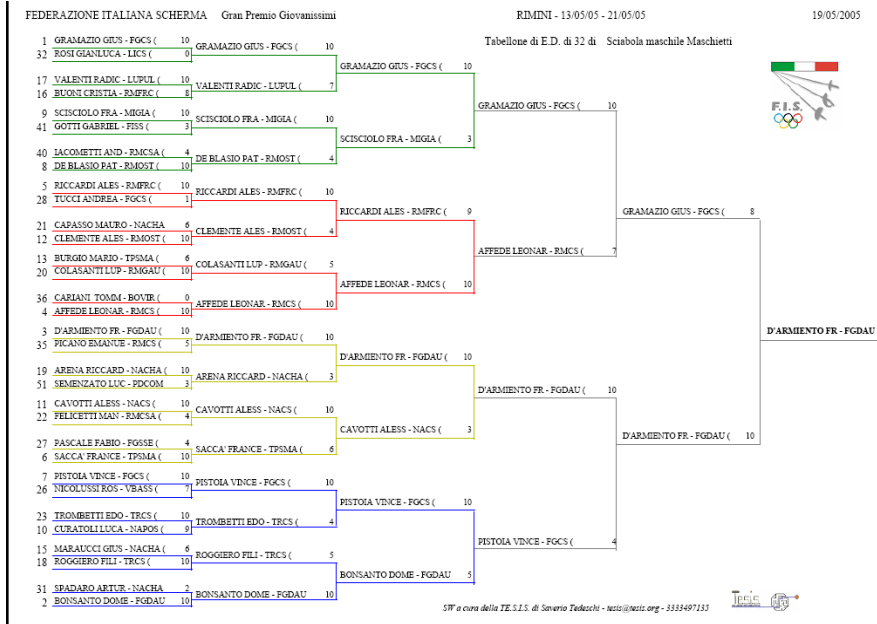 FEDERAZIONE ITALIANA SCHERMA Gran Premio Giovanissimi RIMINI - 13/05/05 - 21/05/05 19/05/2005
Tabellone di E.D. di 32 di Sciabola maschile Maschietti
F.I.S.
1 GRAMAZIO GIUS - FGCS ( 10
32 ROSI GIANLUCA - LICS ( 0
17 VALENTI RADIC - LUPUL ( 10
16 BUONI CRISTIA - RMFRC ( 8
9 SCISCIOLO FRA - MIGIA ( 10
41 GOTTI GABRIEL - FISS ( 3
40 IACOMETTI AND - RMCSA ( 4
8 DE BLASIO PAT - RMOST ( 10
5 RICCARDI ALES - RMFRC ( 10
28 TUCCI ANDREA - FGCS ( 1
21 CAPASSO MAURO - NACHA 6
12 CLEMENTE ALES - RMOST ( 10
13 BURGIO MARIO - TPSMA ( 6
20 COLASANTI LUP - RMGAU ( 10
36 CARIANI TOMM - BOVIR ( 0
4 AFFEDE LEONAR - RMCS ( 10
3 D'ARMIENTO FR - FGDAU ( 10
35 PICANO EMANUE - RMCS ( 5
19 ARENA RICCARD - NACHA ( 10
51 SEMENZATO LUC - PDCOM 3
11 CAVOTTI ALESS - NACS ( 10
22 FELICETTI MAN - RMCSA ( 4
27 PASCALE FABIO - FGSSE ( 4
6 SACCA' FRANCE - TPSMA ( 10
7 PISTOIA VINCE - FGCS ( 10
26 NICOLUSSI ROS - VBASS ( 7
23 TROMBETTI EDO - TRCS ( 10
10 CURATOLI LUCA - NAPOS ( 9
15 MARAUCCI GIUS - NACHA ( 6
18 ROGGIERO FILI - TRCS ( 10
31 SPADARO ARTUR - NACHA 2
2 BONSANTO DOME - FGDAU 10
GRAMAZIO GIUS - FGCS ( 10
VALENTI RADIC - LUPUL ( 7
SCISCIOLO FRA - MIGIA ( 10
DE BLASIO PAT - RMOST ( 4
RICCARDI ALES - RMFRC ( 10
CLEMENTE ALES - RMOST ( 4
COLASANTI LUP - RMGAU ( 5
AFFEDE LEONAR - RMCS ( 10
D'ARMIENTO FR - FGDAU ( 10
ARENA RICCARD - NACHA ( 3
CAVOTTI ALESS - NACS ( 10
SACCA' FRANCE - TPSMA ( 6
PISTOIA VINCE - FGCS ( 10
TROMBETTI EDO - TRCS ( 4
ROGGIERO FILI - TRCS ( 5
BONSANTO DOME - FGDAU 10
GRAMAZIO GIUS - FGCS ( 10
SCISCIOLO FRA - MIGIA ( 3
RICCARDI ALES - RMFRC ( 9
AFFEDE LEONAR - RMCS ( 10
D'ARMIENTO FR - FGDAU ( 10
CAVOTTI ALESS - NACS ( 3
PISTOIA VINCE - FGCS ( 10
BONSANTO DOME - FGDAU 5
GRAMAZIO GIUS - FGCS ( 10
AFFEDE LEONAR - RMCS ( 7
D'ARMIENTO FR - FGDAU ( 10
PISTOIA VINCE - FGCS ( 4
GRAMAZIO GIUS - FGCS ( 8
D'ARMIENTO FR - FGDAU ( 10
D'ARMIENTO FR - FGDAU
SW a cura della TE.S.I.S. di Saverio Tedeschi - tesis@tesis.org - 3333497135
Tesis